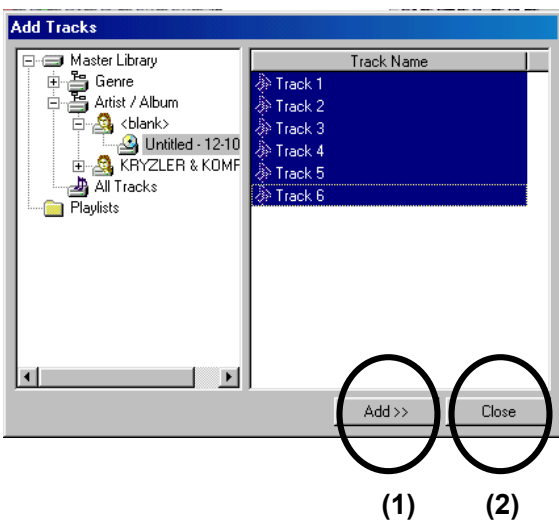 Add Tracks
Master Library
Genre
Artist / Album
<blank>
Untitled - 12-10
KRYZLER & KOMF
All Tracks
Playlists
Track Name
Track 1
Track 2
Track 3
Track 4
Track 5
Track 6
Add >>
Close
(1)
(2)